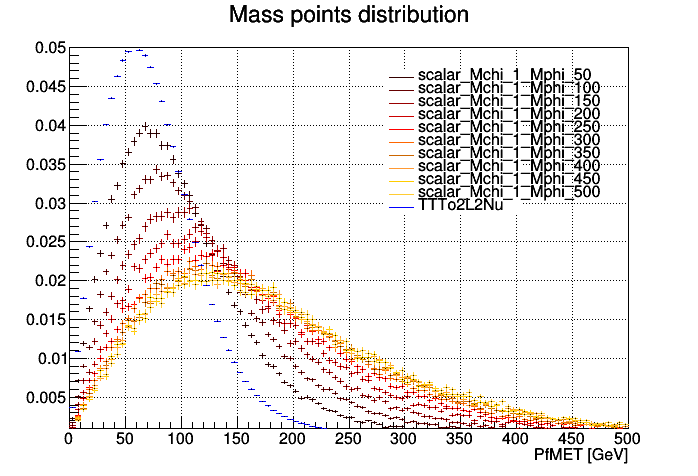 Mass points distribution
0.05
0.045
0.04
0.035
0.03
0.025
0.02
0.015
0.01
0.005
scalar_Mchi_1_Mphi_50
scalar_Mchi_1_Mphi_100
scalar_Mchi_1_Mphi_150
scalar_Mchi_1_Mphi_200
scalar_Mchi_1_Mphi_250
scalar_Mchi_1_Mphi_300
scalar_Mchi_1_Mphi_350
scalar_Mchi_1_Mphi_400
scalar_Mchi_1_Mphi_450
scalar_Mchi_1_Mphi_500
TTTo2L2Nu
0 50 100 150 200 250 300 350 400 450 500
PfMET [GeV]